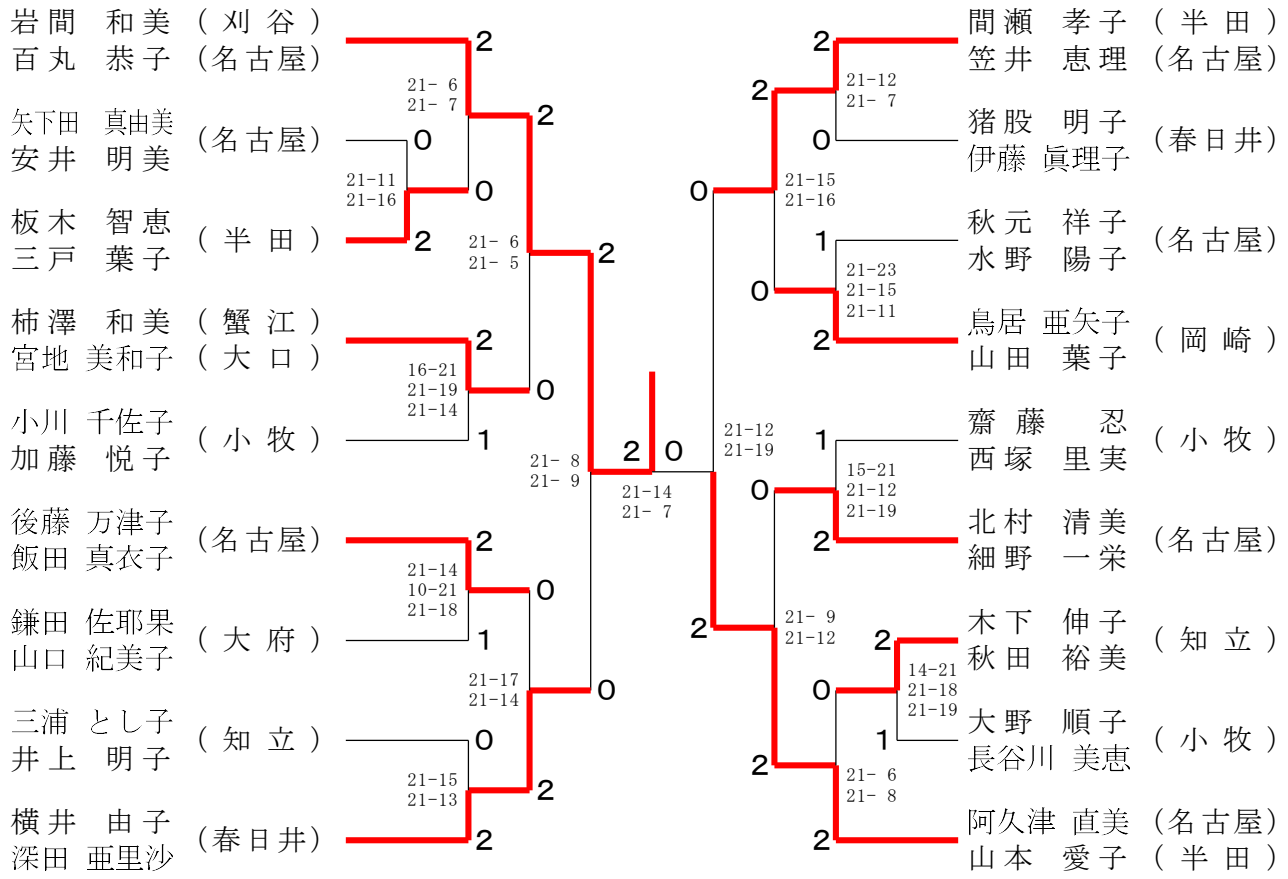 岩間 和美 (刈谷)
百丸 恭子 (名古屋)
2
21- 6
21- 7
2
矢下田 真由美
安井 明美
(名古屋)
0
21-11
21-16
0
板木 智恵
三戸 葉子
(半田)
2
21- 6
21- 5
2
柿澤 和美 (蟹江)
宮地 美和子 (大口)
2
16-21
21-19
21-14
0
小川 千佐子
加藤 悦子
(小牧)
1
21- 8
21- 9
後藤 万津子
飯田 真衣子
(名古屋)
2
21-14
10-21
21-18
0
鎌田 佐耶果
山口 紀美子
(大府)
1
21-17
21-14
0
三浦 とし子
井上 明子
(知立)
0
21-15
21-13
2
横井 由子
深田 亜里沙
(春日井)
2
2 0
21-14
21- 7
間瀬 孝子 (半田)
笠井 恵理 (名古屋)
2
21-12
21- 7
2
猪股 明子
伊藤 眞理子
(春日井)
0
0
21-15
21-16
秋元 祥子
水野 陽子
(名古屋)
1
21-23
21-15
21-11
0
鳥居 亜矢子
山田 葉子
(岡崎)
2
21-12
21-19
齋藤 忍
西塚 里実
(小牧)
1
15-21
21-12
21-19
0
北村 清美
細野 一栄
(名古屋)
2
2
21- 9
21-12
木下 伸子
秋田 裕美
(知立)
2
14-21
21-18
21-19
0
大野 順子
長谷川 美恵
(小牧)
1
2
21- 6
21- 8
阿久津 直美 (名古屋)
山本 愛子 (半田)
2